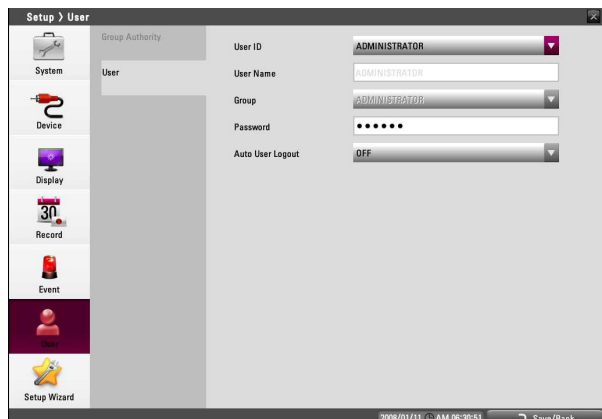 Setup > User
System
Device
Display
30
Record
Event
User
Setup Wizard
Group Authority
User
User ID
ADMINISTRATOR
User Name
ADMINISTRATOR
Group
ADMINISTRATOR
Password
••••••
Auto User Logout
OFF
2008/01/11 AM 06:30:51
Save/Back